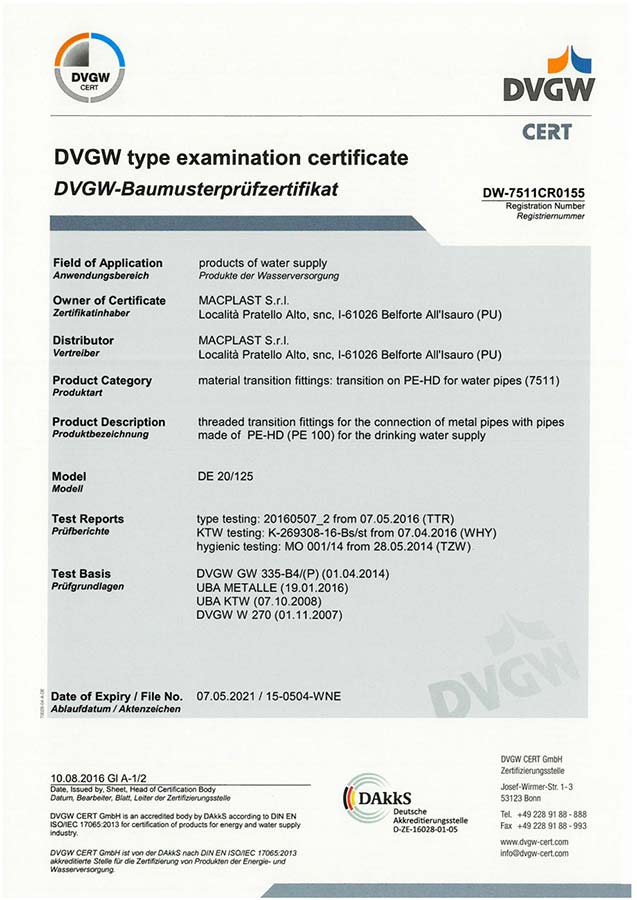 DVGW
CERT
DVGW
CERT
DVGW type examination certificate
DVGW-Baumusterprüfzertifikat
DW-7511CR0155
Registration Number
Registriernummer
Field of Application products of water supply
Anwendungsbereich Produkte der Wasserversorgung
Owner of Certificate MACPLAST S.r.l.
Zertifikatinhaber Località Pratello Alto, snc, I-61026 Belforte All'Isauro (PU)
Distributor MACPLAST S.r.l.
Vertreiber Località Pratello Alto, snc, I-61026 Belforte All'Isauro (PU)
Product Category material transition fittings: transition on PE-HD for water pipes (7511)
Produktart
Product Description threaded transition fittings for the connection of metal pipes with pipes
Produktbezeichnung made of PE-HD (PE 100) for the drinking water supply
Model DE 20/125
Modell
Test Reports type testing: 20160507_2 from 07.05.2016 (TTR)
Prüfberichte KTW testing: K-269308-16-Bs/st from 07.04.2016 (WHY)
hygienic testing: MO 001/14 from 28.05.2014 (TZW)
Test Basis DVGW GW 335-B4/(P) (01.04.2014)
Prüfgrundlagen UBA METALLE (19.01.2016)
UBA KTW (07.10.2008)
DVGW W 270 (01.11.2007)
DVGW
Date of Expiry / File No. 07.05.2021 / 15-0504-WNE
Ablaufdatum / Aktenzeichen
10.08.2016 GI A-1/2
Date, Issued by, Sheet, Head of Certification Body
Datum, Bearbeiter, Blatt, Leiter der Zertifizierungsstelle
DVGW CERT GmbH is an accredited body by DAkkS according to DIN EN
ISO/IEC 17065:2013 for certification of products for energy and water supply
industry.
DVGW CERT GmbH ist von der DAkkS nach DIN EN ISO/IEC 17065:2013
akkreditierte Stelle für die Zertifizierung von Produkten der Energie- und
Wasserversorgung.
DAkkS
Deutsche
Akkreditierungsstelle
D-ZE-16028-01-05
DVGW CERT GmbH
Zertifizierungsstelle
Josef-Wirmer-Str. 1-3
53123 Bonn
Tel. +49 228 91 88 - 888
Fax +49 228 91 88 - 993
www.dvgw-cert.com
info@dvgw-cert.com